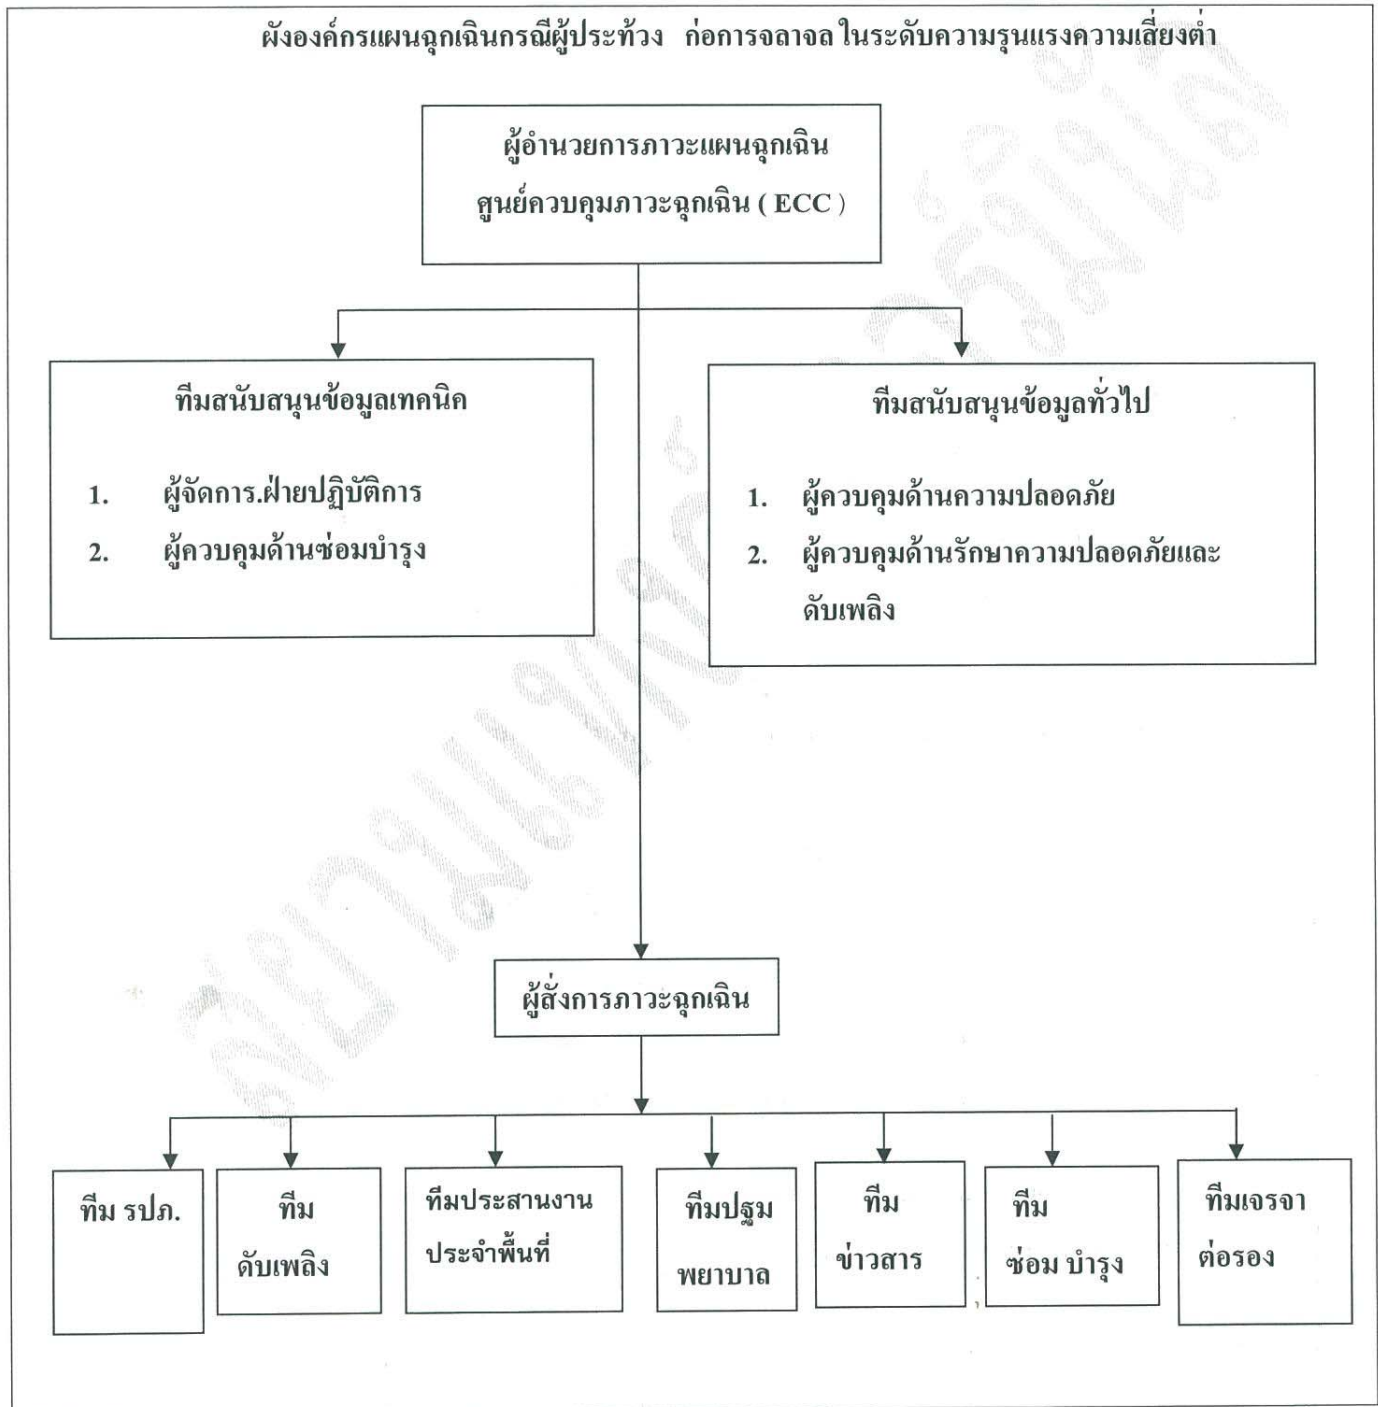 ผังองค์กรแผนฉุกเฉินกรณีผู้ประท้วง ก่อการจลาจล ในระดับความรุนแรงความเสี่ยงต่ำ
ผู้อำนวยการภาวะแผนฉุกเฉิน
ศูนย์ควบคุมภาวะฉุกเฉิน ( ECC )
ทีมสนับสนุนข้อมูลเทคนิค
1. ผู้จัดการ.ฝ่ายปฏิบัติการ
2. ผู้ควบคุมด้านซ่อมบำรุง
ทีมสนับสนุนข้อมูลทั่วไป
1. ผู้ควบคุมด้านความปลอดภัย
2. ผู้ควบคุมด้านรักษาความปลอดภัยและ
ดับเพลิง
ผู้สั่งการภาวะฉุกเฉิน
ทีม รปภ.
ทีม
ดับเพลิง
ทีมประสานงาน
ประจำพื้นที่
ทีมปฐม
พยาบาล
ทีม
ข่าวสาร
ทีม
ซ่อม บำรุง
ทีมเจรจา
ต่อรอง